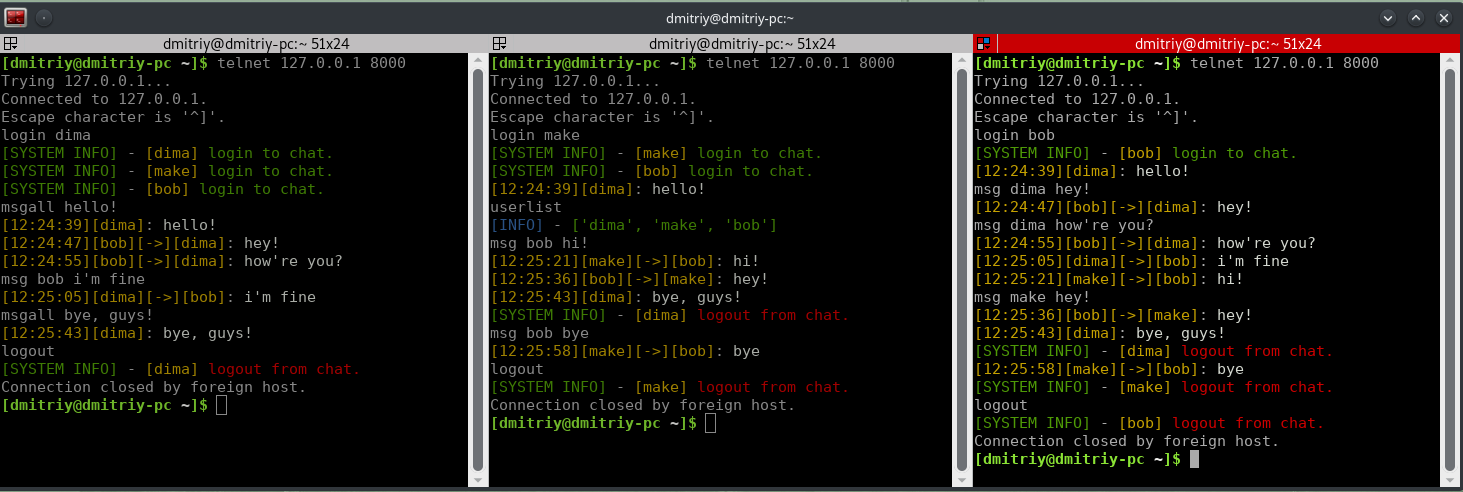 dmitriy@dmitriy-pc:~
dmitriy@dmitriy-pc:~ 51x24
[dmitriy@dmitriy-pc ~]$ telnet 127.0.0.1 8000
Trying 127.0.0.1...
Connected to 127.0.0.1.
Escape character is '^]'.
login dima
[SYSTEM INFO] - [dima] login to chat.
[SYSTEM INFO] - [make] login to chat.
[SYSTEM INFO] - [bob] login to chat.
msgall hello!
[12:24:39][dima]: hello!
[12:24:47][bob][->][dima]: hey!
[12:24:55][bob][->][dima]: how're you?
msg bob i'm fine
[12:25:05][dima][->][bob]: i'm fine
msgall bye, guys!
[12:25:43][dima]: bye, guys!
logout
[SYSTEM INFO] - [dima] logout from chat.
Connection closed by foreign host.
[dmitriy@dmitriy-pc ~]$
dmitriy@dmitriy-pc:~ 51x24
[dmitriy@dmitriy-pc ~]$ telnet 127.0.0.1 8000
Trying 127.0.0.1...
Connected to 127.0.0.1.
Escape character is '^]'.
login make
[SYSTEM INFO] - [make] login to chat.
[SYSTEM INFO] - [bob] login to chat.
[12:24:39][dima]: hello!
userlist
[INFO] - ['dima', 'make', 'bob']
msg bob hi!
[12:25:21][make][->][bob]: hi!
[12:25:36][bob][->][make]: hey!
[12:25:43][dima]: bye, guys!
[SYSTEM INFO] - [dima] logout from chat.
msg bob bye
[12:25:58][make][->][bob]: bye
logout
[SYSTEM INFO] - [make] logout from chat.
Connection closed by foreign host.
[dmitriy@dmitriy-pc ~]$
dmitriy@dmitriy-pc:~ 51x24
[dmitriy@dmitriy-pc ~]$ telnet 127.0.0.1 8000
Trying 127.0.0.1...
Connected to 127.0.0.1.
Escape character is '^]'.
login bob
[SYSTEM INFO] - [bob] login to chat.
[12:24:39][dima]: hello!
msg dima hey!
[12:24:47][bob][->][dima]: hey!
msg dima how're you?
[12:24:55][bob][->][dima]: how're you?
[12:25:05][dima][->][bob]: i'm fine
[12:25:21][make][->][bob]: hi!
msg make hey!
[12:25:36][bob][->][make]: hey!
[12:25:43][dima]: bye, guys!
[SYSTEM INFO] - [dima] logout from chat.
[12:25:58][make][->][bob]: bye
[SYSTEM INFO] - [make] logout from chat.
logout
[SYSTEM INFO] - [bob] logout from chat.
Connection closed by foreign host.
[dmitriy@dmitriy-pc ~]$